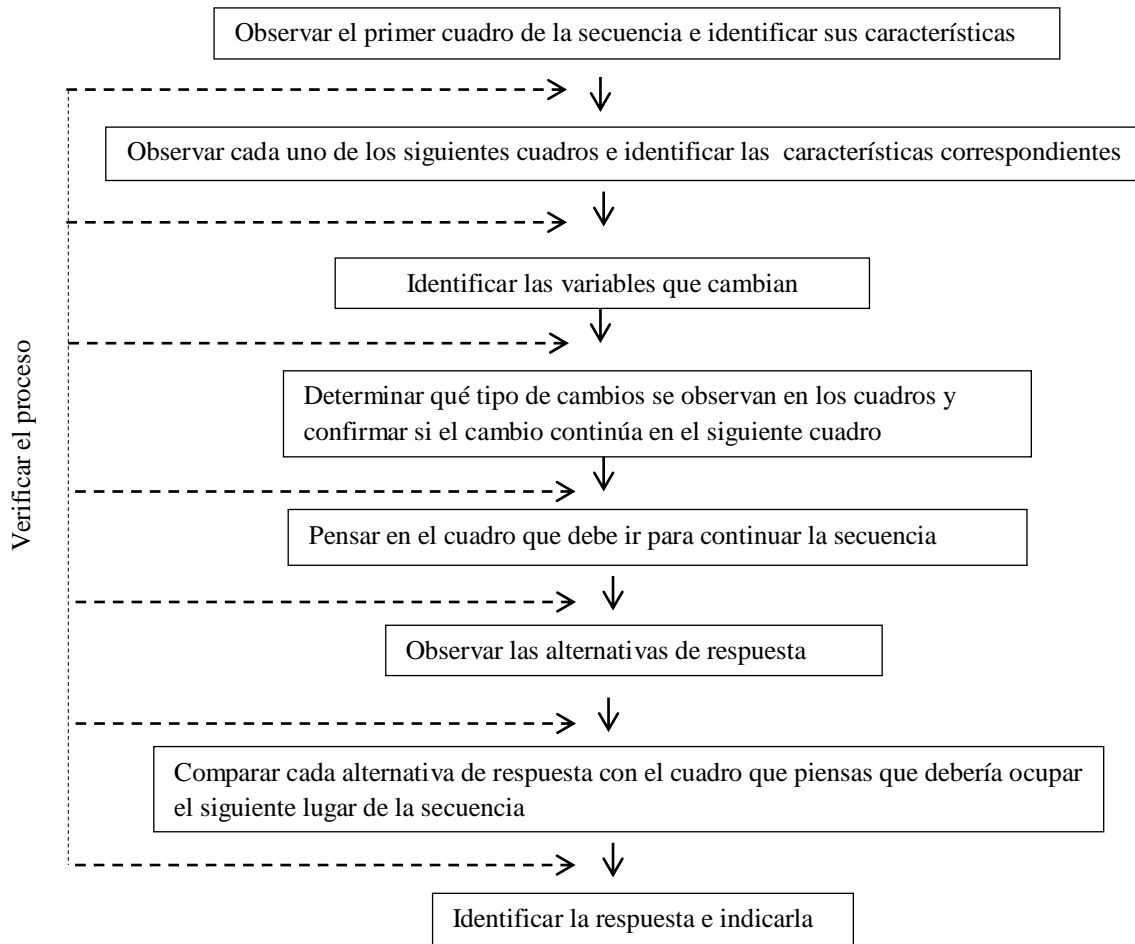 Observar el primer cuadro de la secuencia e identificar sus características
Observar cada uno de los siguientes cuadros e identificar las características correspondientes
Identificar las variables que cambian
Determinar qué tipo de cambios se observan en los cuadros y
confirmar si el cambio continúa en el siguiente cuadro
Pensar en el cuadro que debe ir para continuar la secuencia
Observar las alternativas de respuesta
Comparar cada alternativa de respuesta con el cuadro que piensas que debería ocupar
el siguiente lugar de la secuencia
Identificar la respuesta e indicarla
Verificar el proceso